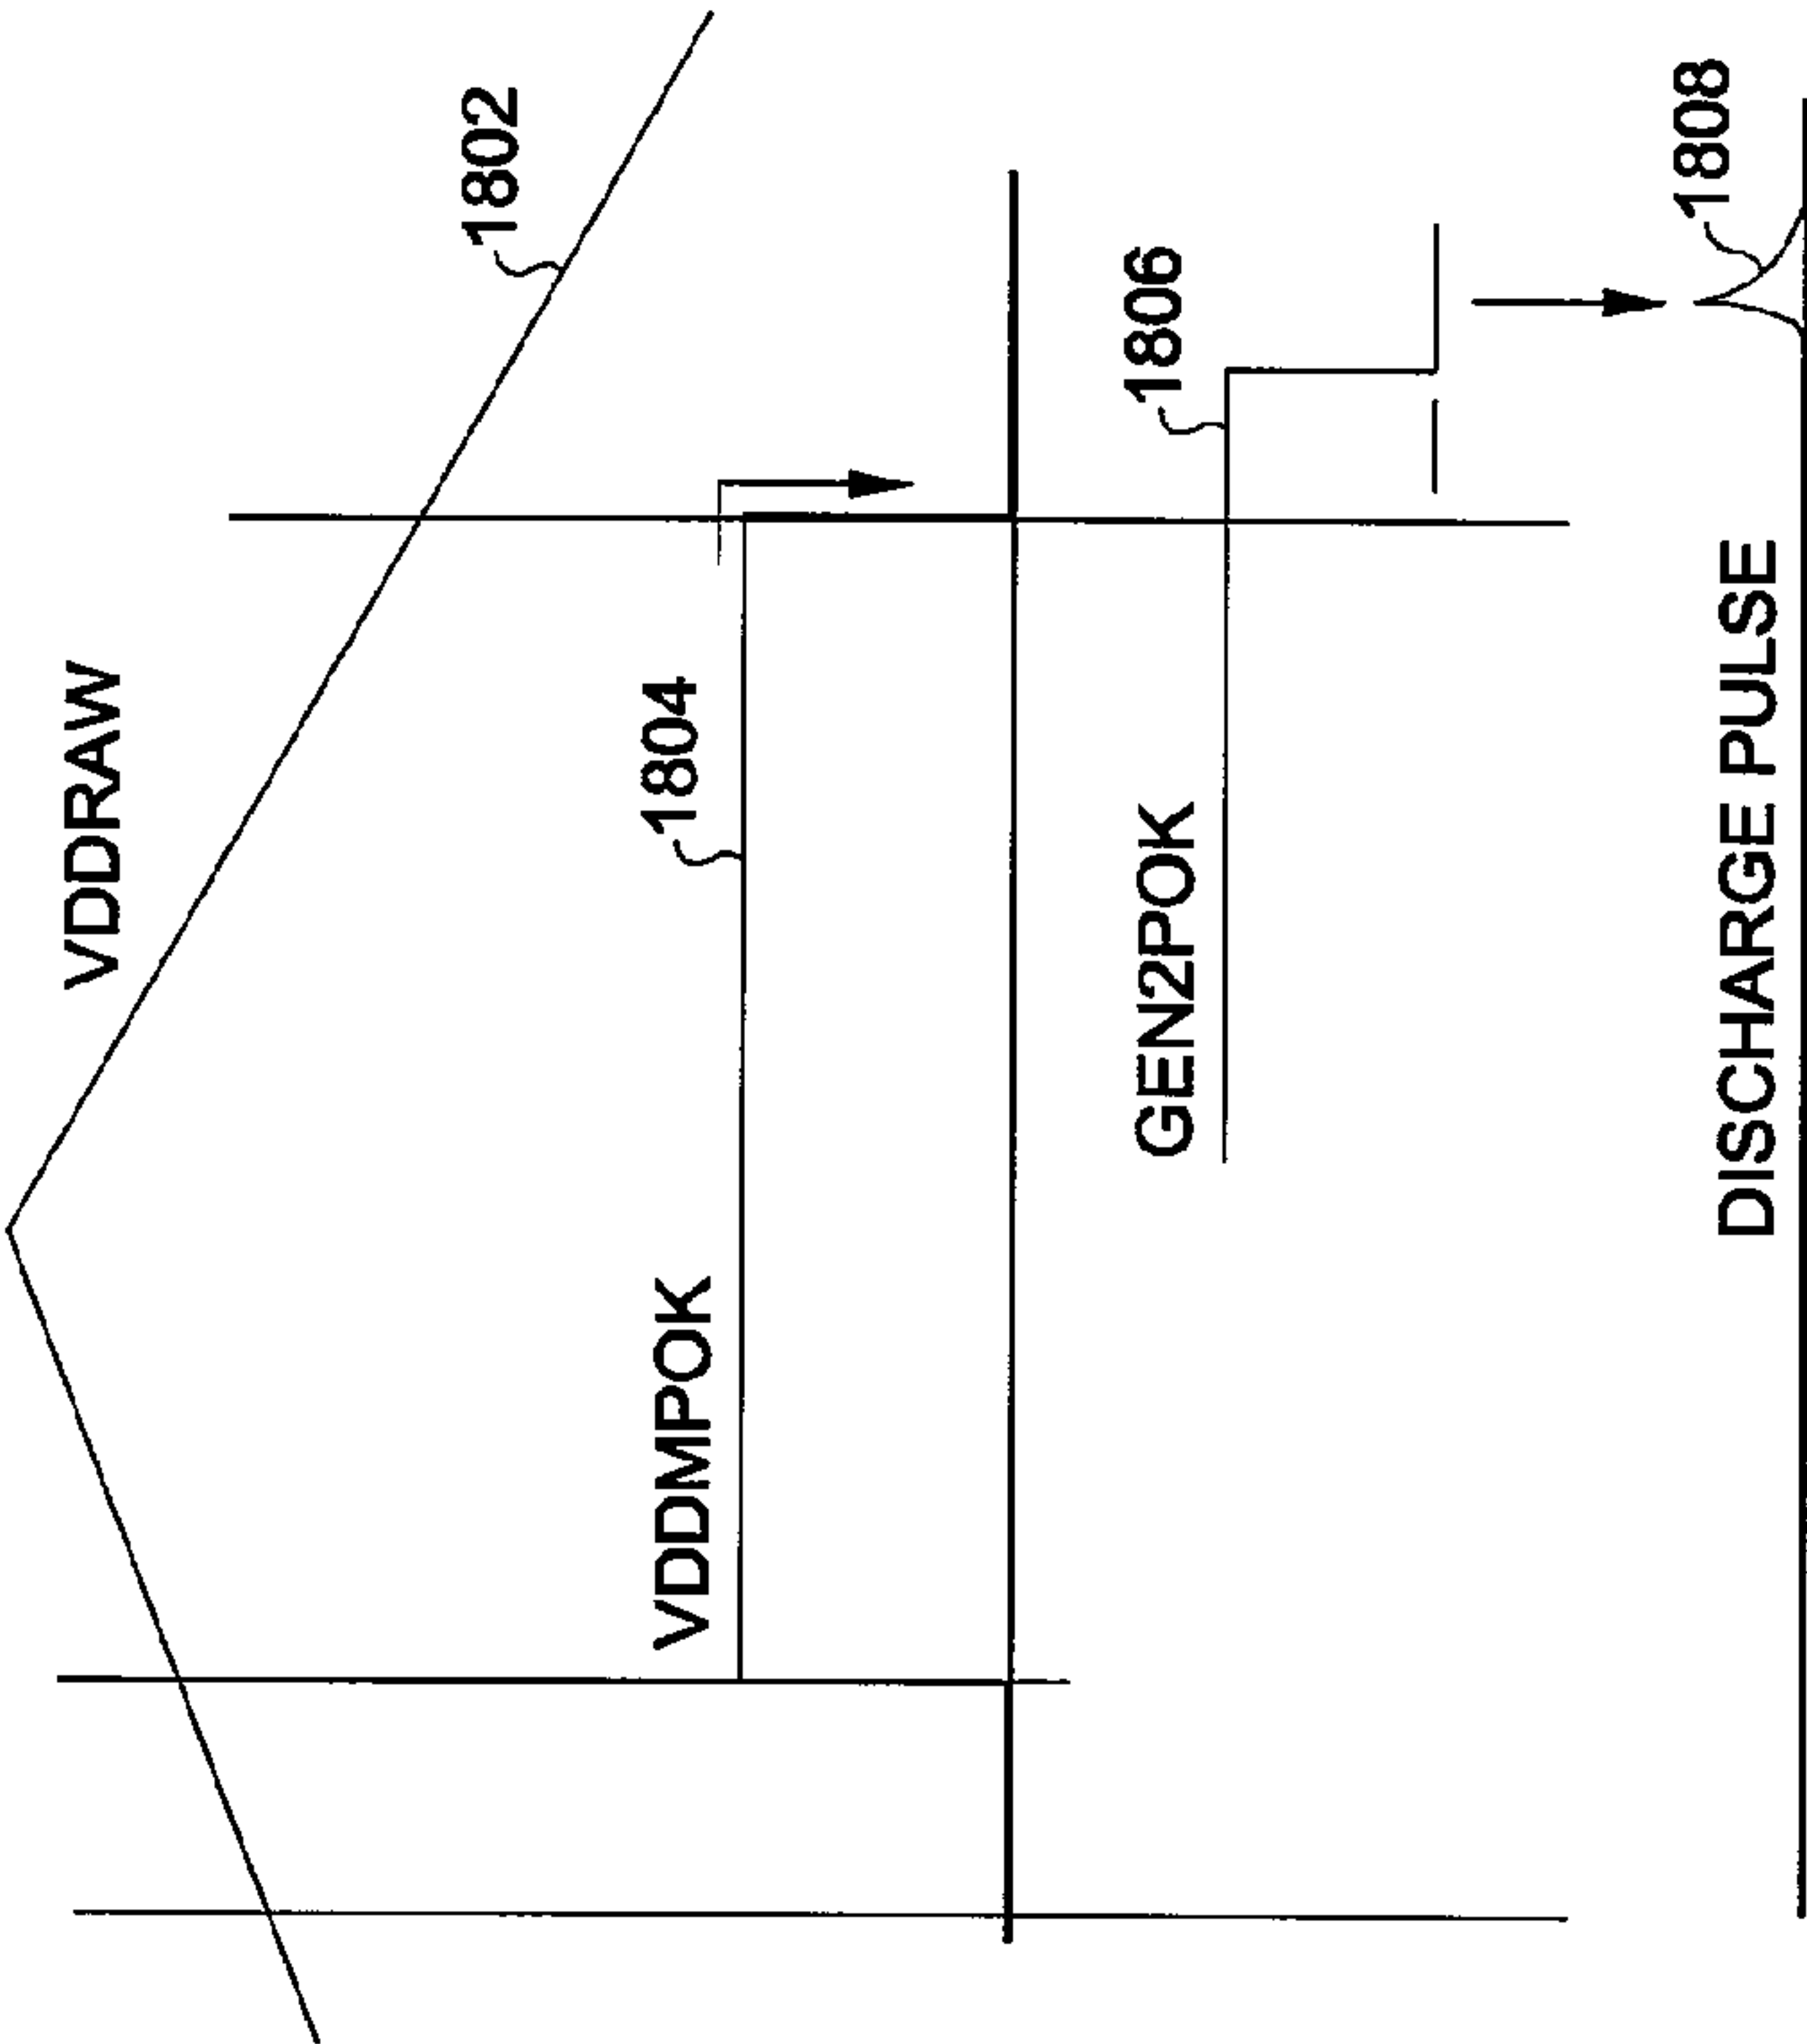 VDDRAW
1802
VDDMPOK
1804
GEN2POK
1806
DISCHARGE PULSE
1808